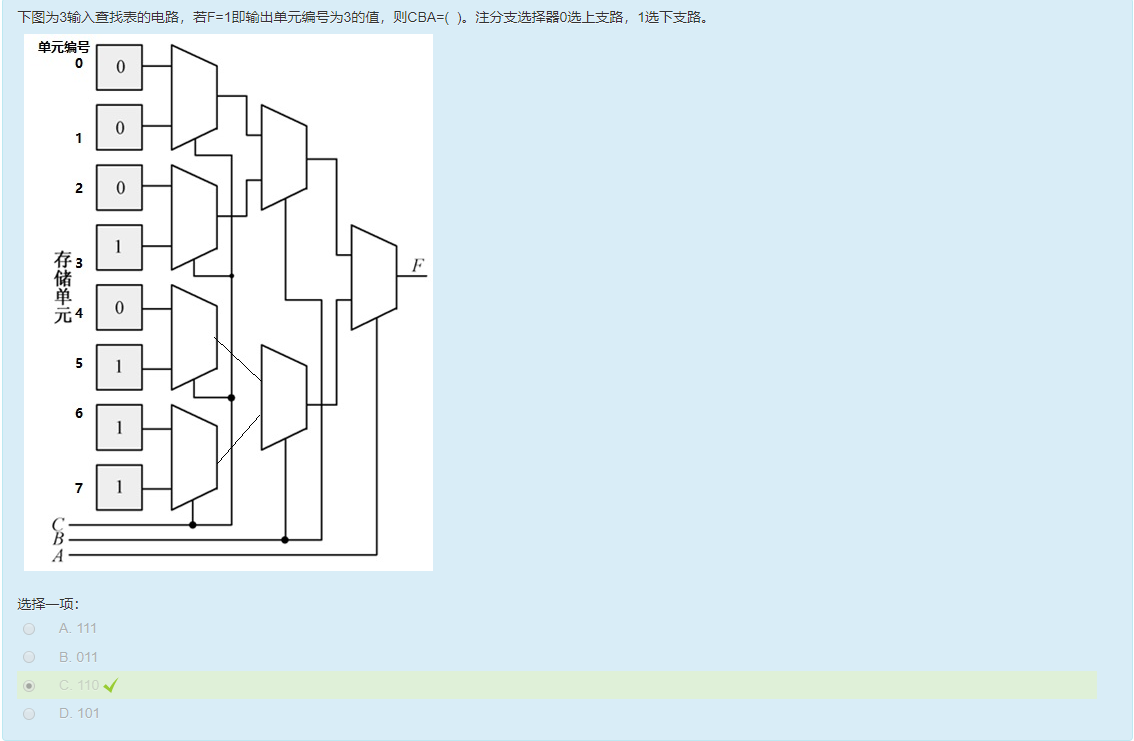 下图为3输入查找表的电路，若F=1即输出单元编号为3的值，则CBA=( )。注分支选择器0选上支路，1选下支路。
单元编号
0 0
1 0
2 0
3 1
存储单元
4 0
5 1
6 1
7 1
F
C
B
A
选择一项：
A. 111
B. 011
C. 110
D. 101